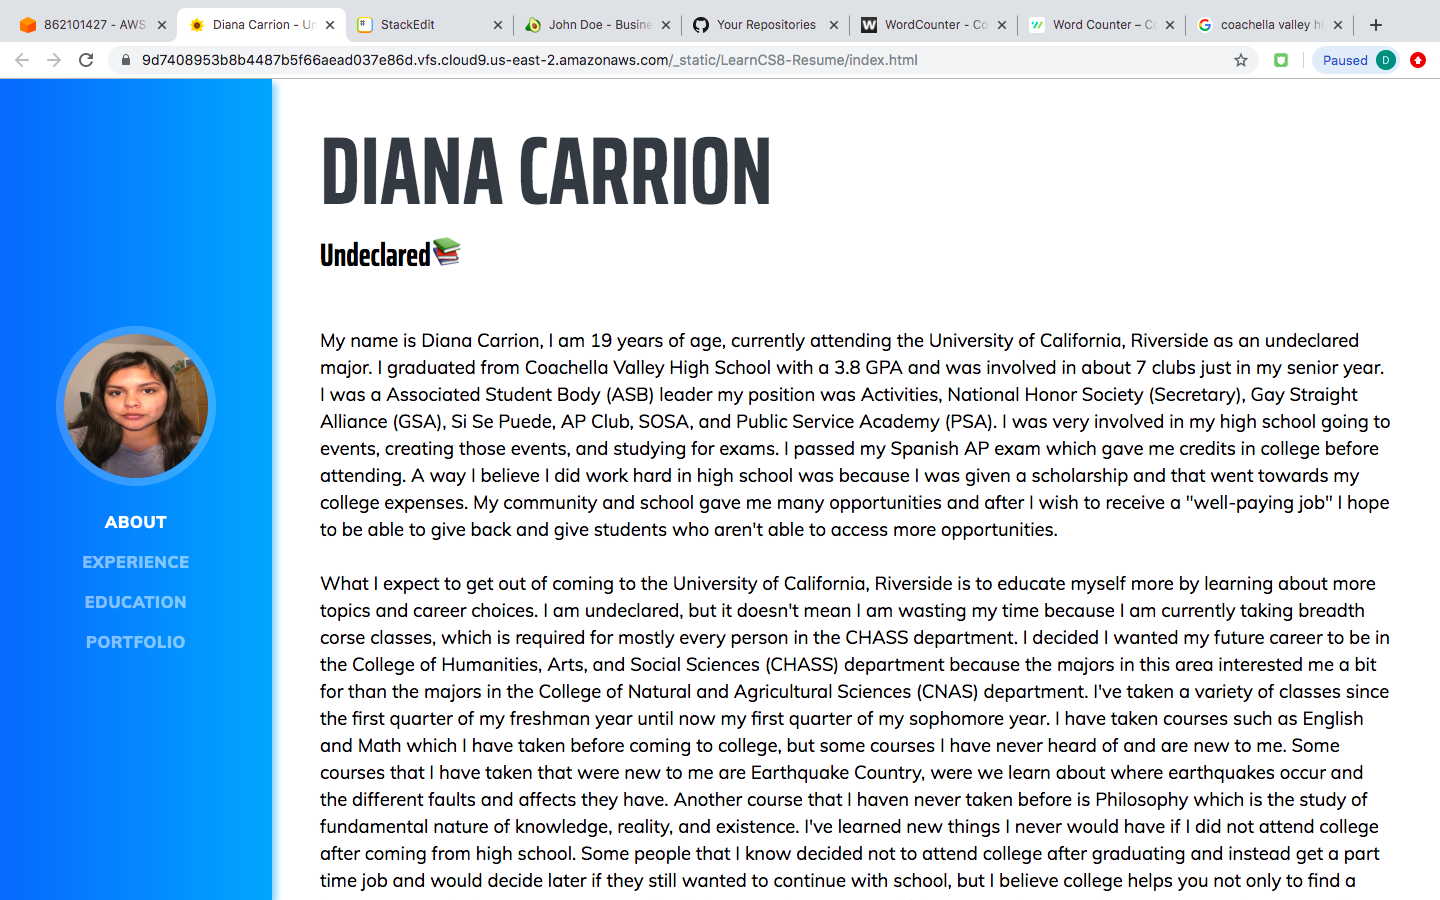 862101427 - AWS
Diana Carrion - Un
StackEdit
John Doe - Busine
Your Repositories
WordCounter - Co
Word Counter – Co
coachella valley hi
9d7408953b8b4487b5f66aead037e86d.vfs.cloud9.us-east-2.amazonaws.com/_static/LearnCS8-Resume/index.html
Paused D
DIANA CARRION
Undeclared
My name is Diana Carrion, I am 19 years of age, currently attending the University of California, Riverside as an undeclared
major. I graduated from Coachella Valley High School with a 3.8 GPA and was involved in about 7 clubs just in my senior year.
I was a Associated Student Body (ASB) leader my position was Activities, National Honor Society (Secretary), Gay Straight
Alliance (GSA), Si Se Puede, AP Club, SOSA, and Public Service Academy (PSA). I was very involved in my high school going to
events, creating those events, and studying for exams. I passed my Spanish AP exam which gave me credits in college before
attending. A way I believe I did work hard in high school was because I was given a scholarship and that went towards my
college expenses. My community and school gave me many opportunities and after I wish to receive a "well-paying job" I hope
to be able to give back and give students who aren't able to access more opportunities.
ABOUT
EXPERIENCE
EDUCATION
PORTFOLIO
What I expect to get out of coming to the University of California, Riverside is to educate myself more by learning about more
topics and career choices. I am undeclared, but it doesn't mean I am wasting my time because I am currently taking breadth
corse classes, which is required for mostly every person in the CHASS department. I decided I wanted my future career to be in
the College of Humanities, Arts, and Social Sciences (CHASS) department because the majors in this area interested me a bit
for than the majors in the College of Natural and Agricultural Sciences (CNAS) department. I've taken a variety of classes since
the first quarter of my freshman year until now my first quarter of my sophomore year. I have taken courses such as English
and Math which I have taken before coming to college, but some courses I have never heard of and are new to me. Some
courses that I have taken that were new to me are Earthquake Country, were we learn about where earthquakes occur and
the different faults and affects they have. Another course that I haven never taken before is Philosophy which is the study of
fundamental nature of knowledge, reality, and existence. I've learned new things I never would have if I did not attend college
after coming from high school. Some people that I know decided not to attend college after graduating and instead get a part
time job and would decide later if they still wanted to continue with school, but I believe college helps you not only to find a